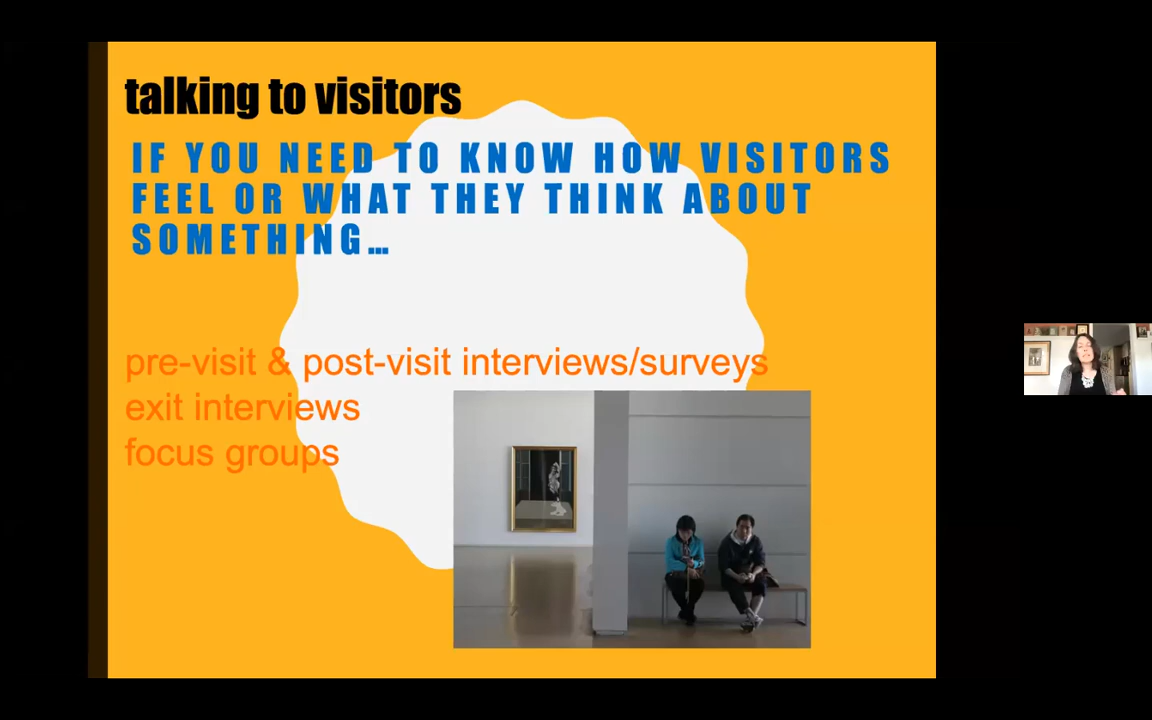 talking to visitors
IF YOU NEED TO KNOW HOW VISITORS
FEEL OR WHAT THEY THINK ABOUT
SOMETHING…
pre-visit & post-visit interviews/surveys
exit interviews
focus groups